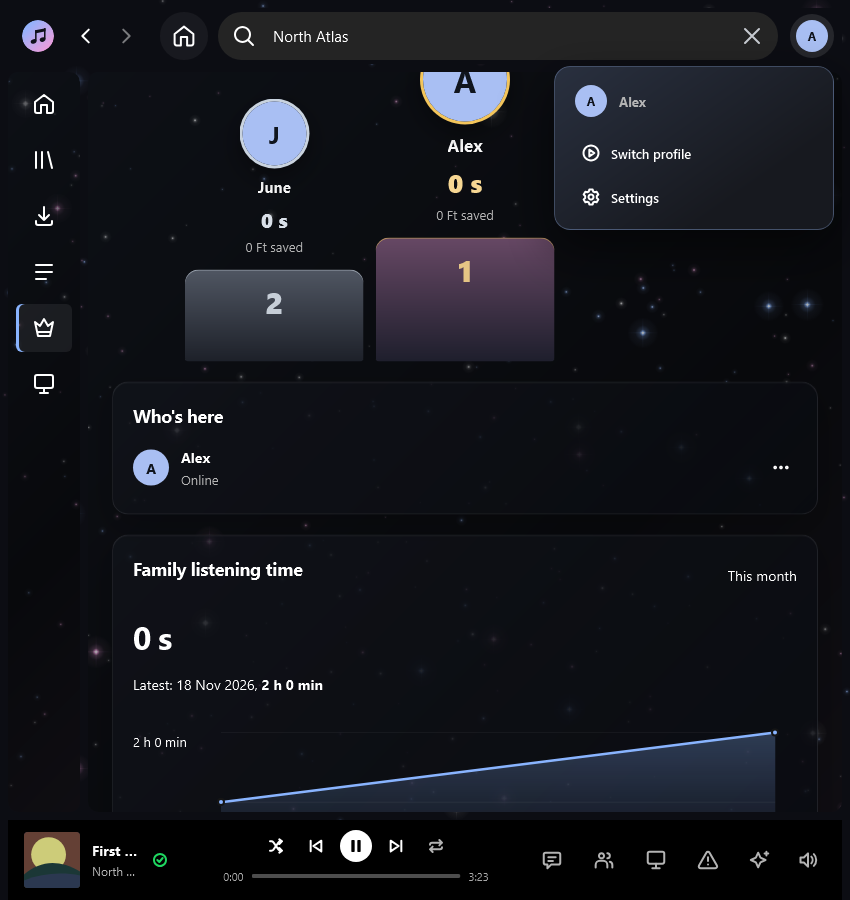 North Atlas
A
A
Alex
Switch profile
Settings
A
J
Alex
June
0 s
0 s
0 Ft saved
0 Ft saved
1
2
Who's here
A
Alex
Online
Family listening time
This month
0 s
Latest: 18 Nov 2026, 2 h 0 min
2 h 0 min
First ...
North ...
0:00
3:23